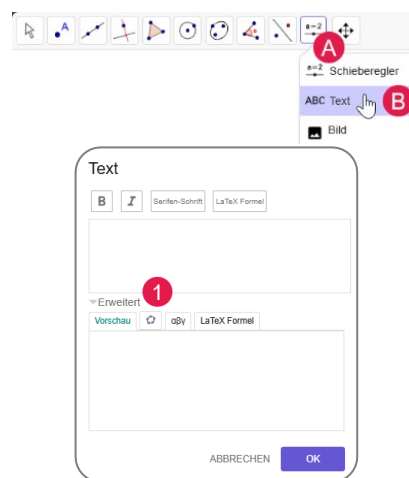 A
a=2
A
a=2 Schieberegler
ABC Text B
Bild
Text
B I Serifen-Schrift LaTeX Formel
Erweitert 1
Vorschau αβγ LaTeX Formel
ABBRECHEN OK